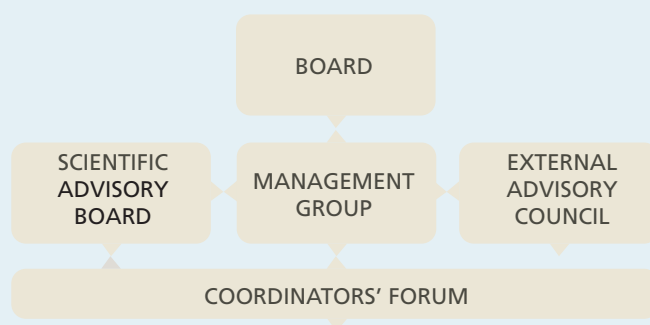 BOARD
SCIENTIFIC
ADVISORY
BOARD
MANAGEMENT
GROUP
EXTERNAL
ADVISORY
COUNCIL
COORDINATORS’ FORUM